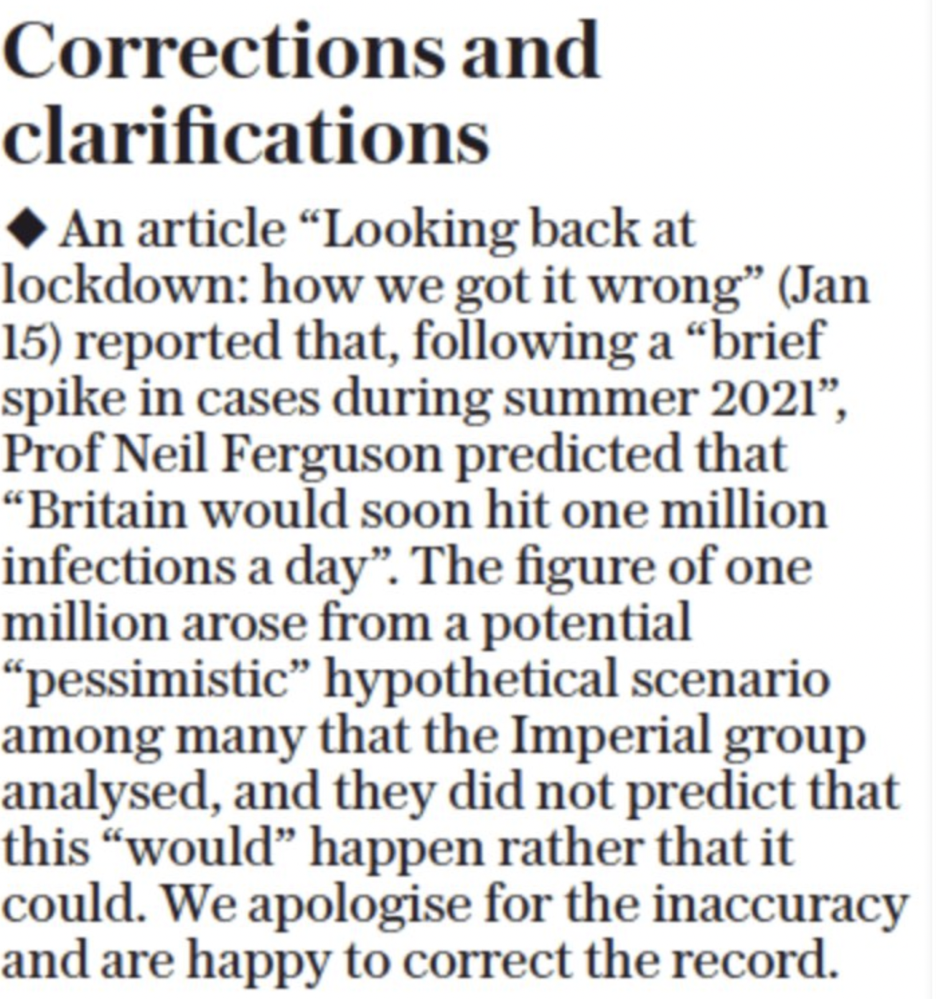 Corrections and
clarifications
◆ An article “Looking back at
lockdown: how we got it wrong” (Jan
15) reported that, following a “brief
spike in cases during summer 2021”,
Prof Neil Ferguson predicted that
“Britain would soon hit one million
infections a day”. The figure of one
million arose from a potential
“pessimistic” hypothetical scenario
among many that the Imperial group
analysed, and they did not predict that
this “would” happen rather that it
could. We apologise for the inaccuracy
and are happy to correct the record.